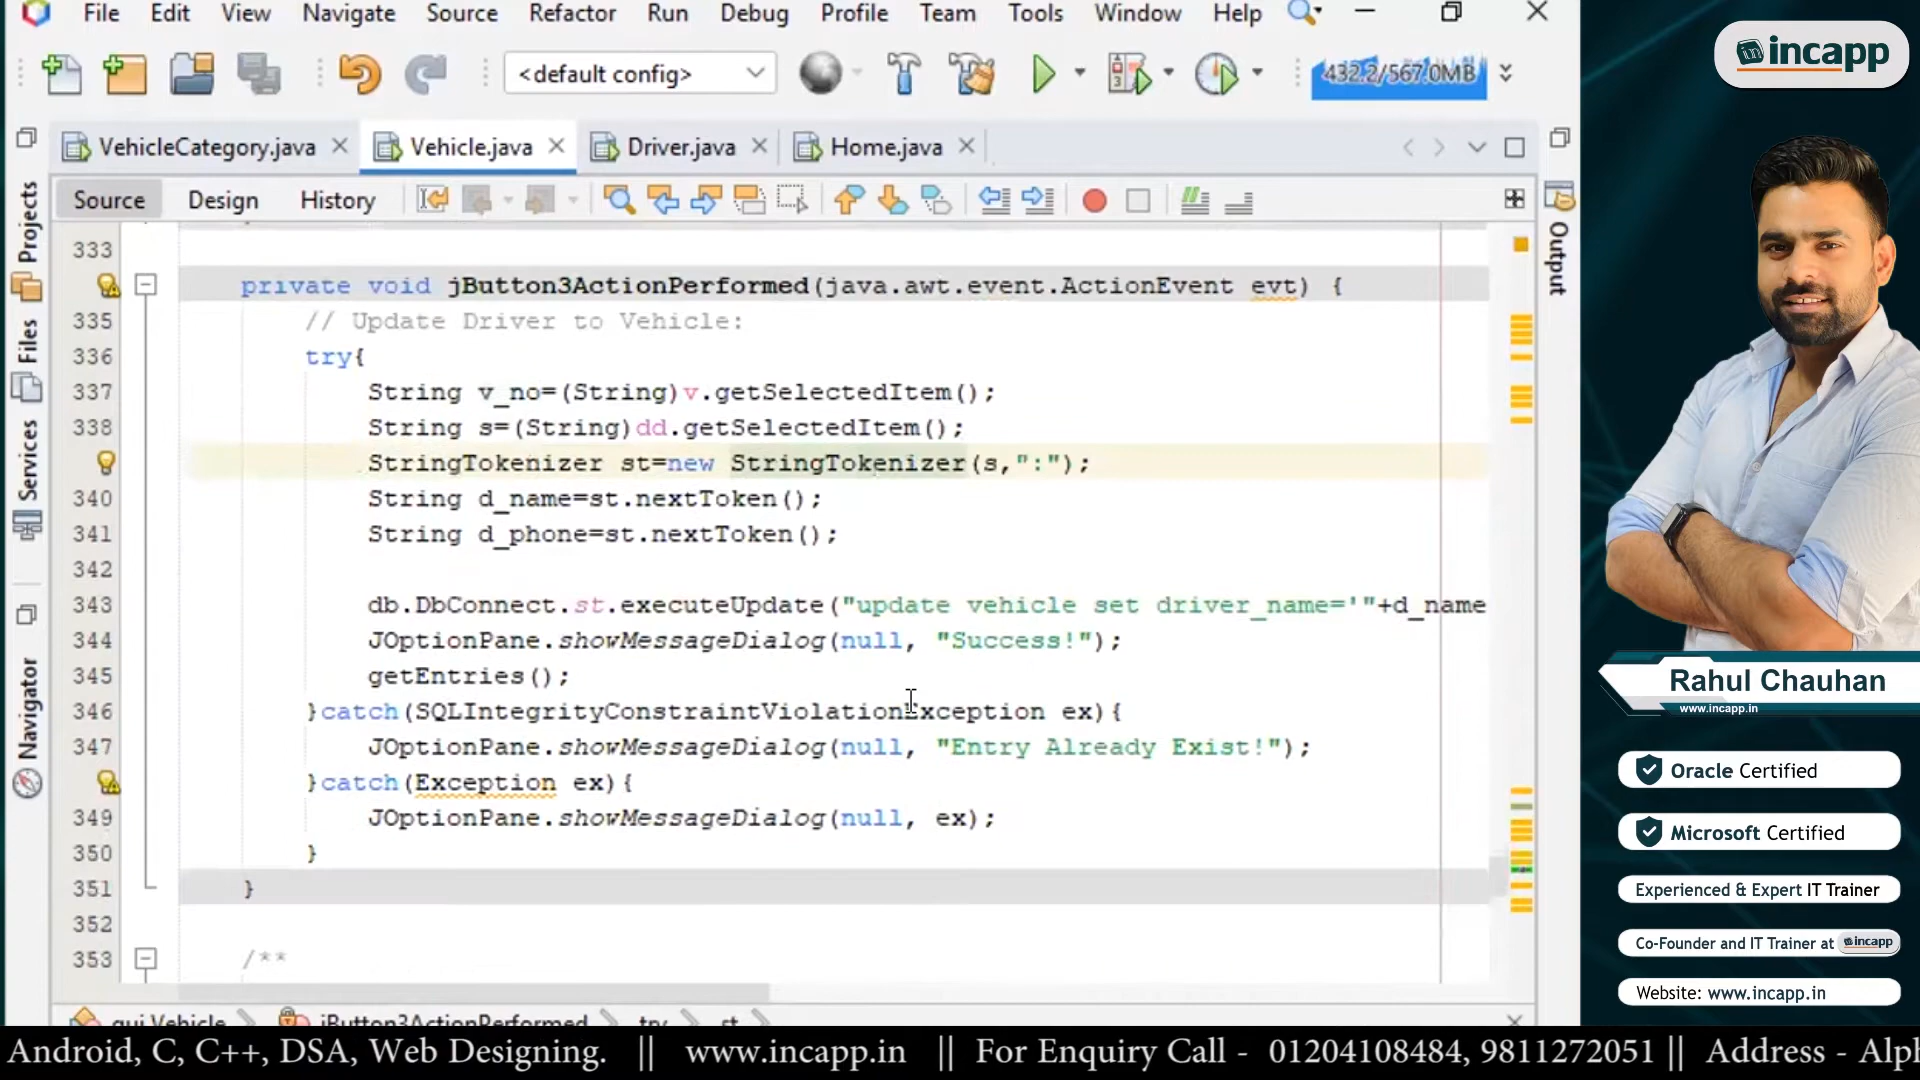 File Edit View Navigate Source Refactor Run Debug Profile Team Tools Window Help
<default config>
432.2/567.0MB
incapp
VehicleCategory.java Vehicle.java Driver.java Home.java
Source Design History
Projects
Files
Services
Navigator
Output
333
private void jButton3ActionPerformed(java.awt.event.ActionEvent evt) {
335 // Update Driver to Vehicle:
336 try{
337 String v_no=(String)v.getSelectedItem();
338 String s=(String)dd.getSelectedItem();
StringTokenizer st=new StringTokenizer(s,":");
340 String d_name=st.nextToken();
341 String d_phone=st.nextToken();
342
343 db.DbConnect.st.executeUpdate("update vehicle set driver_name='"+d_name
344 JOptionPane.showMessageDialog(null, "Success!");
345 getEntries();
346 }catch(SQLIntegrityConstraintViolationException ex){
347 JOptionPane.showMessageDialog(null, "Entry Already Exist!");
}catch(Exception ex){
349 JOptionPane.showMessageDialog(null, ex);
350 }
351 }
352
353 /**
gui.Vehicle jButton3ActionPerformed try st
Rahul Chauhan
www.incapp.in
Oracle Certified
Microsoft Certified
Experienced & Expert IT Trainer
Co-Founder and IT Trainer at incapp
Website: www.incapp.in
Android, C, C++, DSA, Web Designing. || www.incapp.in || For Enquiry Call - 01204108484, 9811272051 || Address - Alph